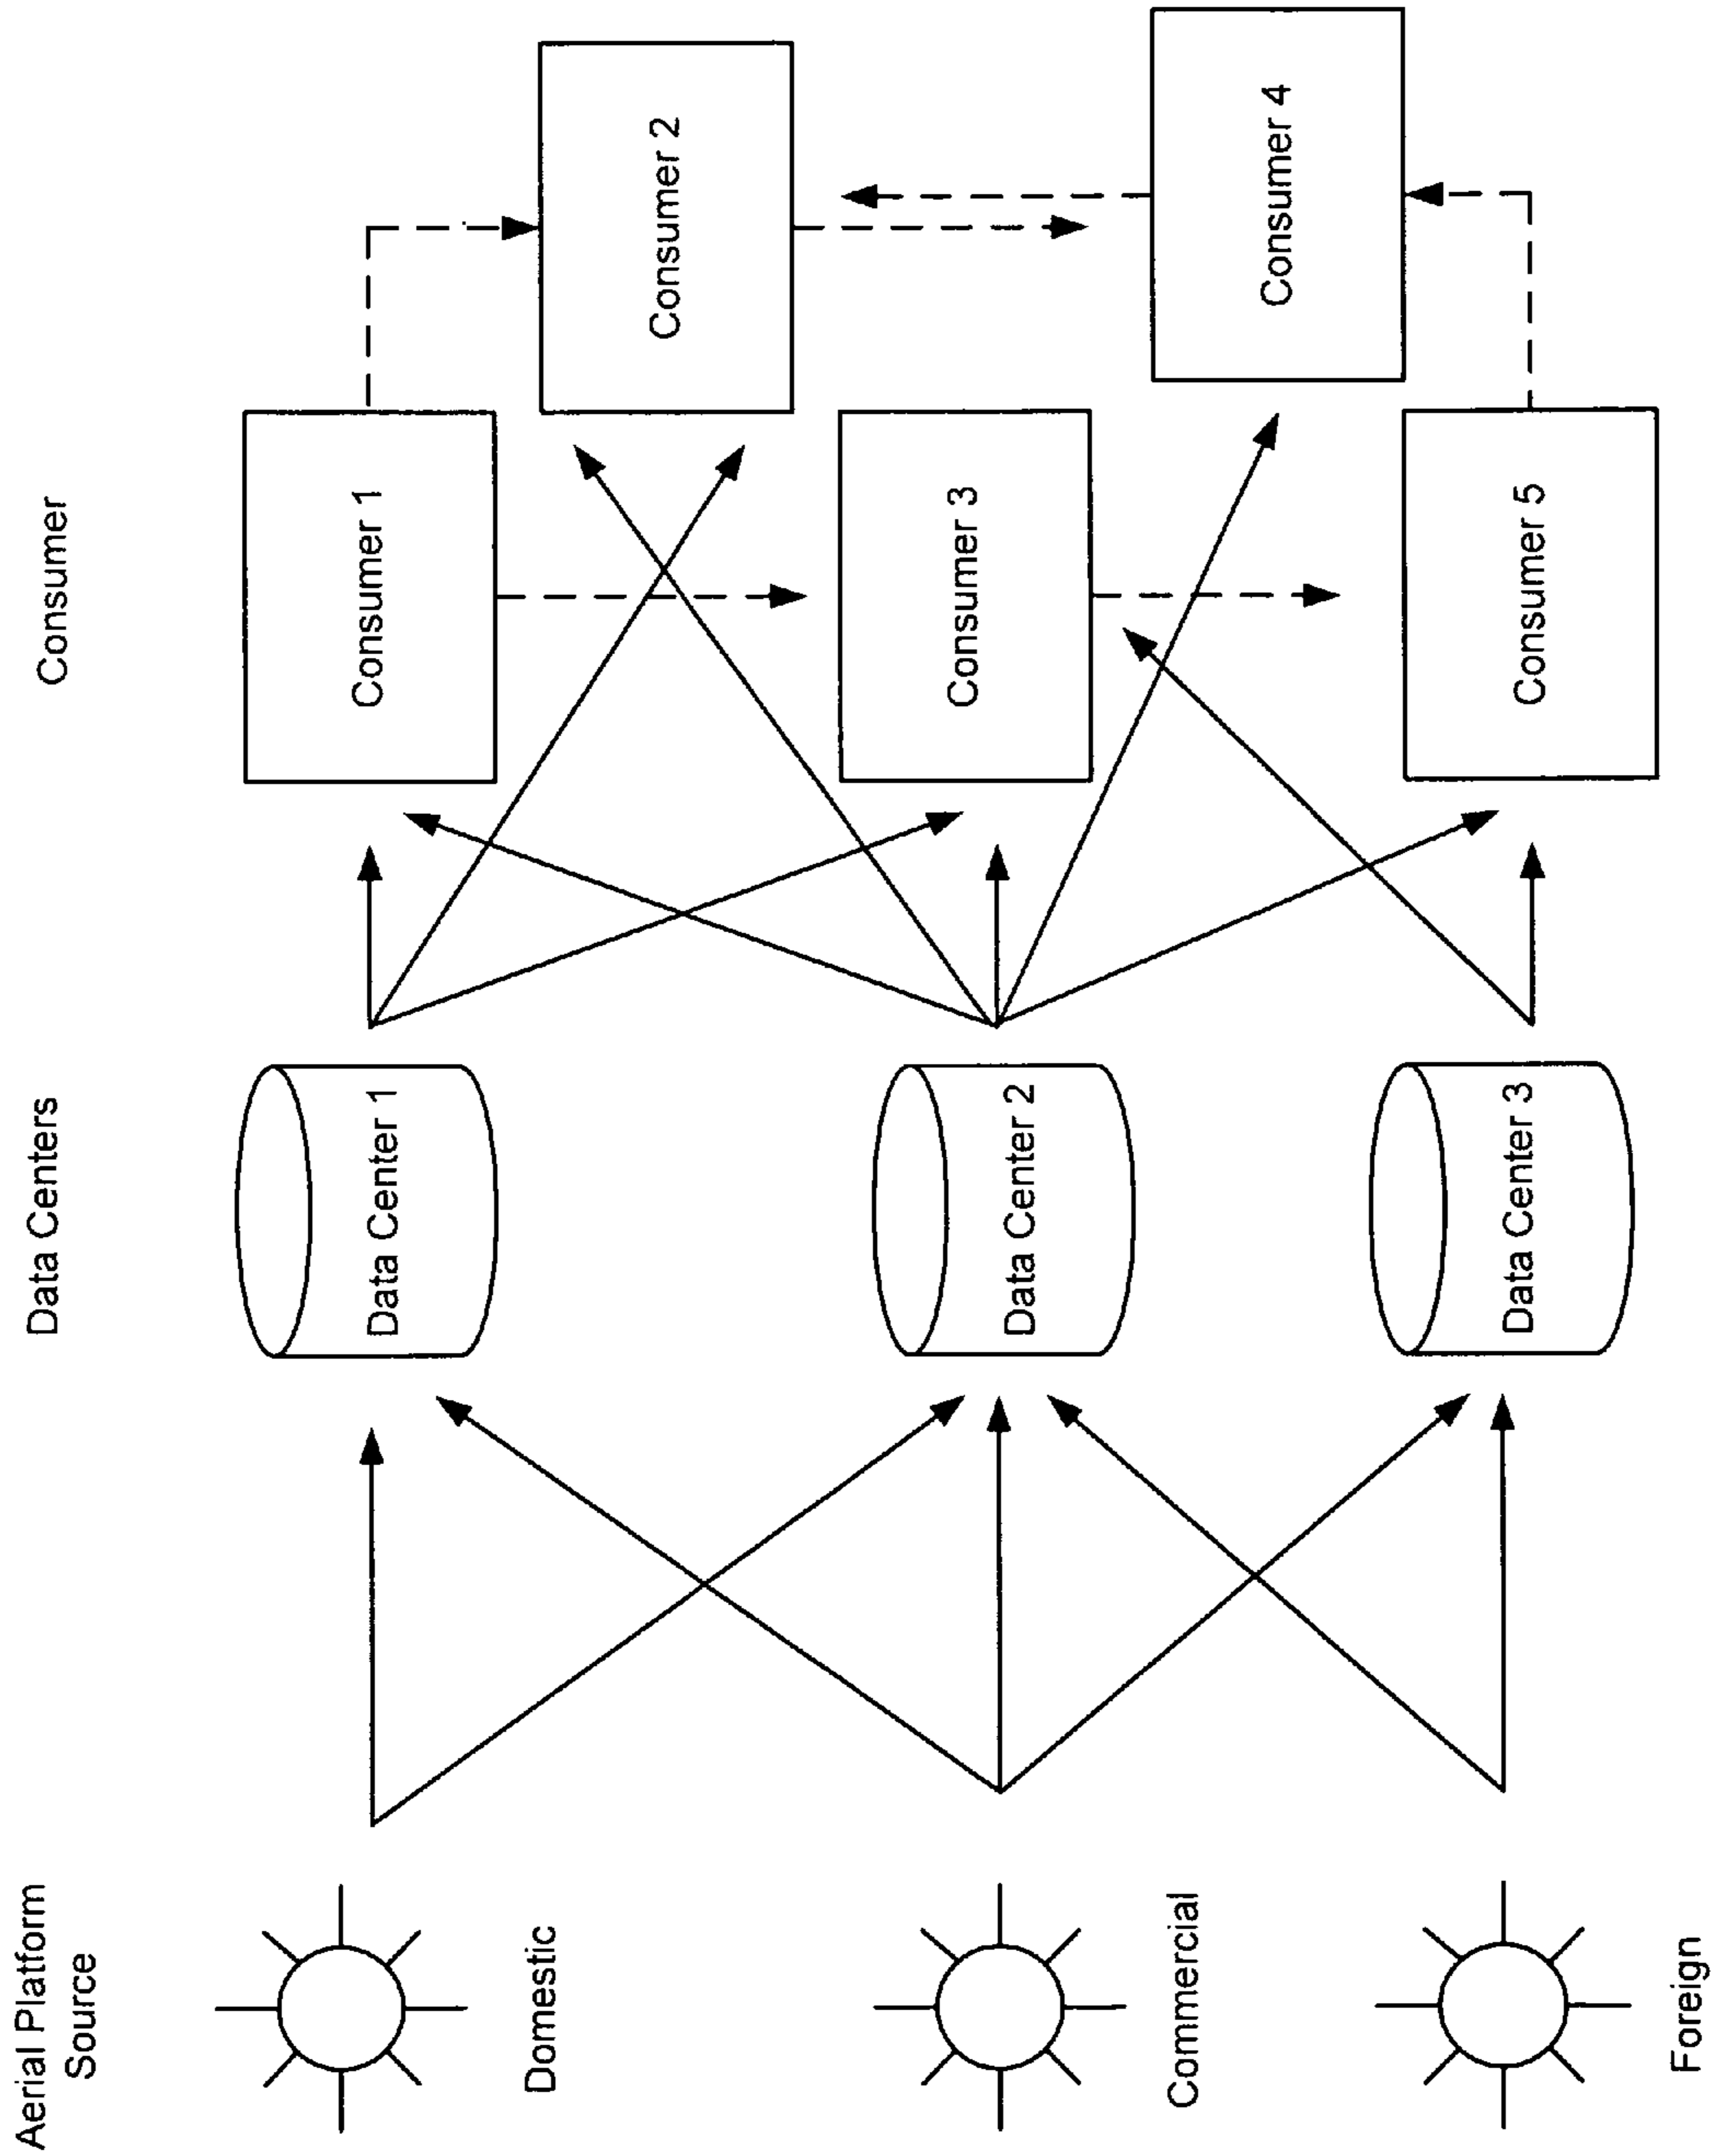 Aerial Platform
Source
Data Centers
Consumer
Domestic
Data Center 1
Consumer 1
Consumer 2
Commercial
Data Center 2
Consumer 3
Consumer 4
Foreign
Data Center 3
Consumer 5